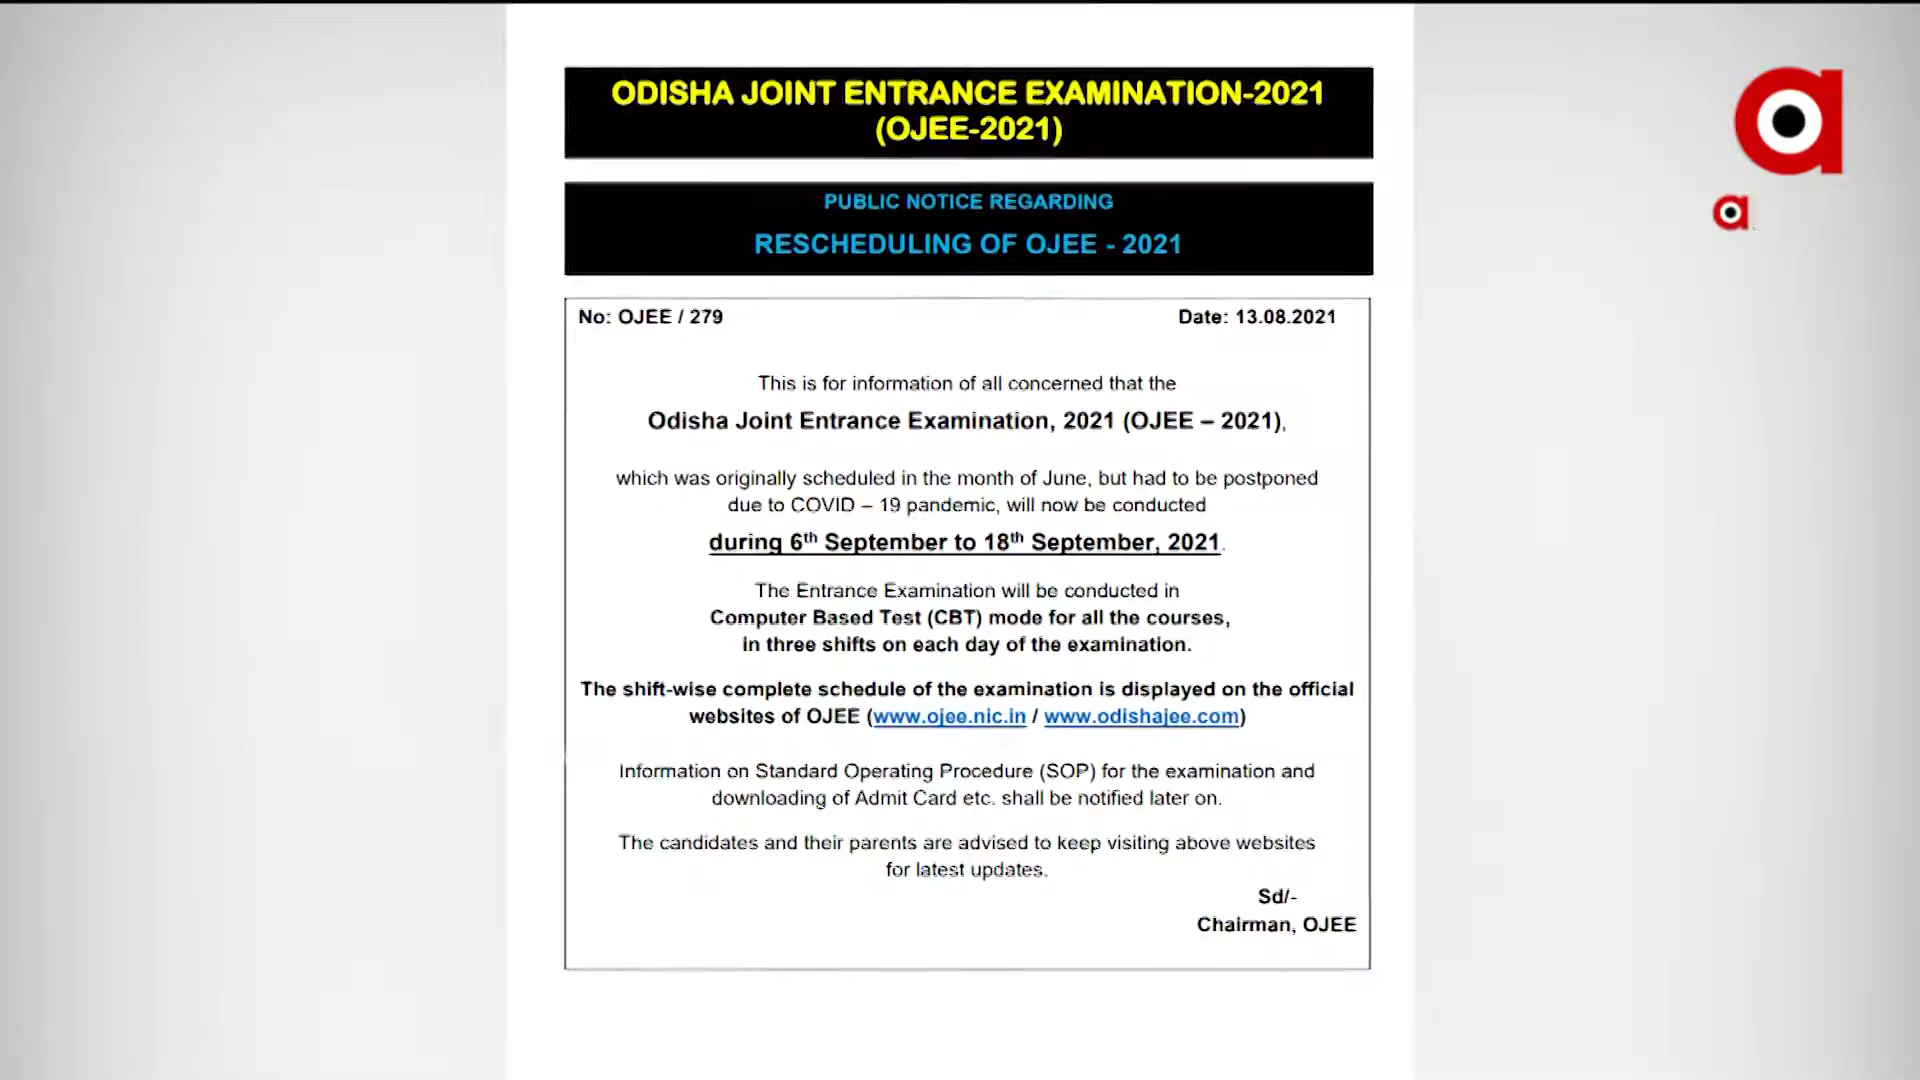 ODISHA JOINT ENTRANCE EXAMINATION-2021
(OJEE-2021)
PUBLIC NOTICE REGARDING
RESCHEDULING OF OJEE - 2021
No: OJEE / 279 Date: 13.08.2021
This is for information of all concerned that the
Odisha Joint Entrance Examination, 2021 (OJEE – 2021),
which was originally scheduled in the month of June, but had to be postponed
due to COVID – 19 pandemic, will now be conducted
during 6th September to 18th September, 2021.
The Entrance Examination will be conducted in
Computer Based Test (CBT) mode for all the courses,
in three shifts on each day of the examination.
The shift-wise complete schedule of the examination is displayed on the official
websites of OJEE (www.ojee.nic.in / www.odishajee.com)
Information on Standard Operating Procedure (SOP) for the examination and
downloading of Admit Card etc. shall be notified later on.
The candidates and their parents are advised to keep visiting above websites
for latest updates.
Sd/-
Chairman, OJEE
a
a